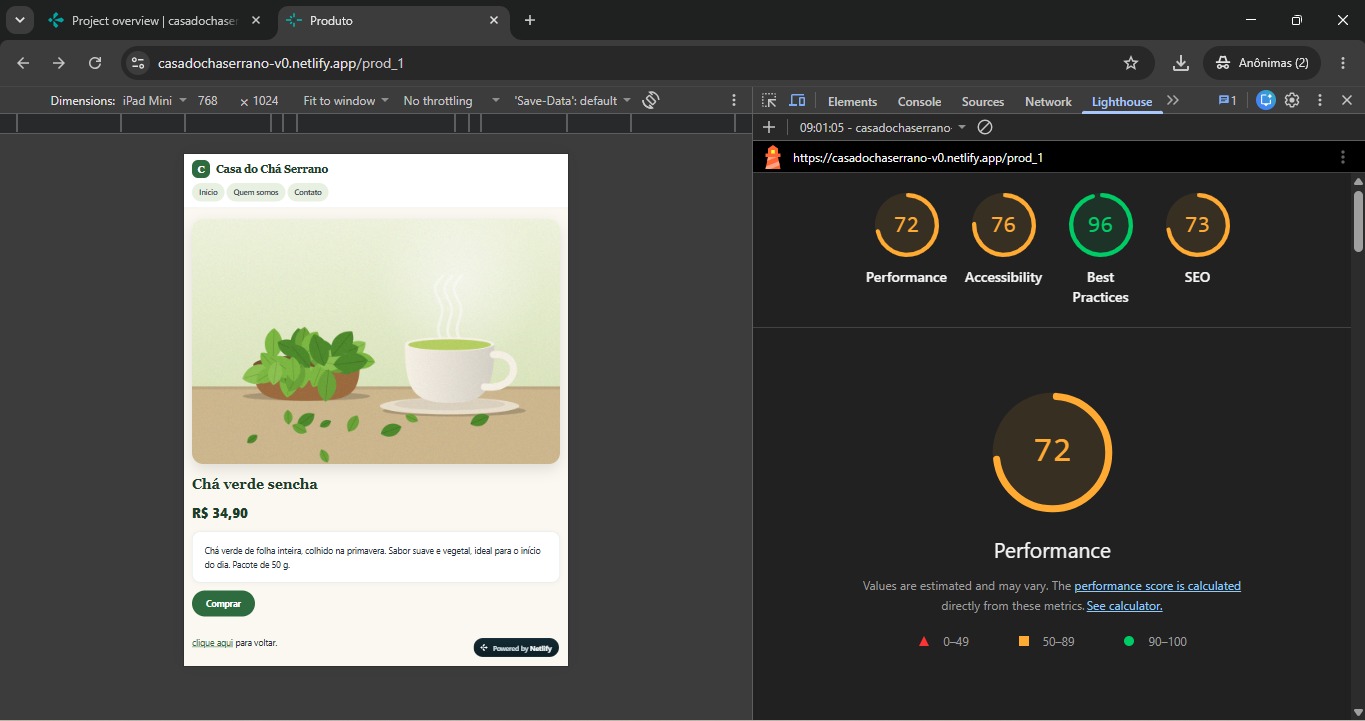 Project overview | casadochaser
Produto
casadochaserrano-v0.netlify.app/prod_1
Anônimas (2)
Dimensions: iPad Mini 768 × 1024 Fit to window No throttling 'Save-Data': default
Elements Console Sources Network Lighthouse 1
09:01:05 - casadochaserrano
https://casadochaserrano-v0.netlify.app/prod_1
C Casa do Chá Serrano
Inicio Quem somos Contato
Chá verde sencha
R$ 34,90
Chá verde de folha inteira, colhido na primavera. Sabor suave e vegetal, ideal para o início
do dia. Pacote de 50 g.
Comprar
clique aqui para voltar.
Powered by Netlify
72 76 96 73
Performance Accessibility Best SEO
Practices
72
Performance
Values are estimated and may vary. The performance score is calculated
directly from these metrics. See calculator.
0–49 50–89 90–100